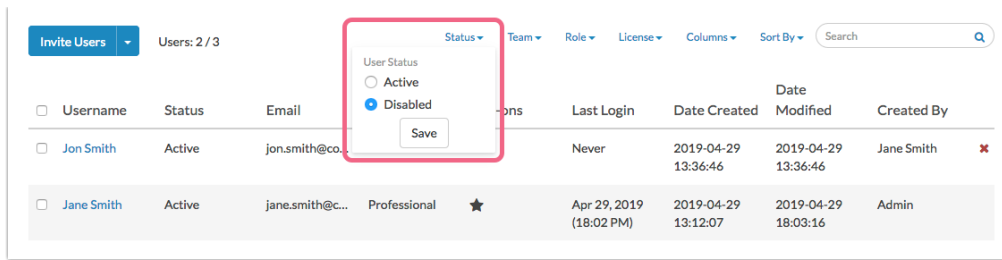 Invite Users
Users: 2 / 3
Status Team Role License Columns Sort By Search
User Status
Active
Disabled
Save
Username Status Email ons Last Login Date Created Date Modified Created By
Jon Smith Active jon.smith@co... Never 2019-04-29 13:36:46 2019-04-29 13:36:46 Jane Smith
Jane Smith Active jane.smith@c... Professional Apr 29, 2019 (18:02 PM) 2019-04-29 13:12:07 2019-04-29 18:03:16 Admin